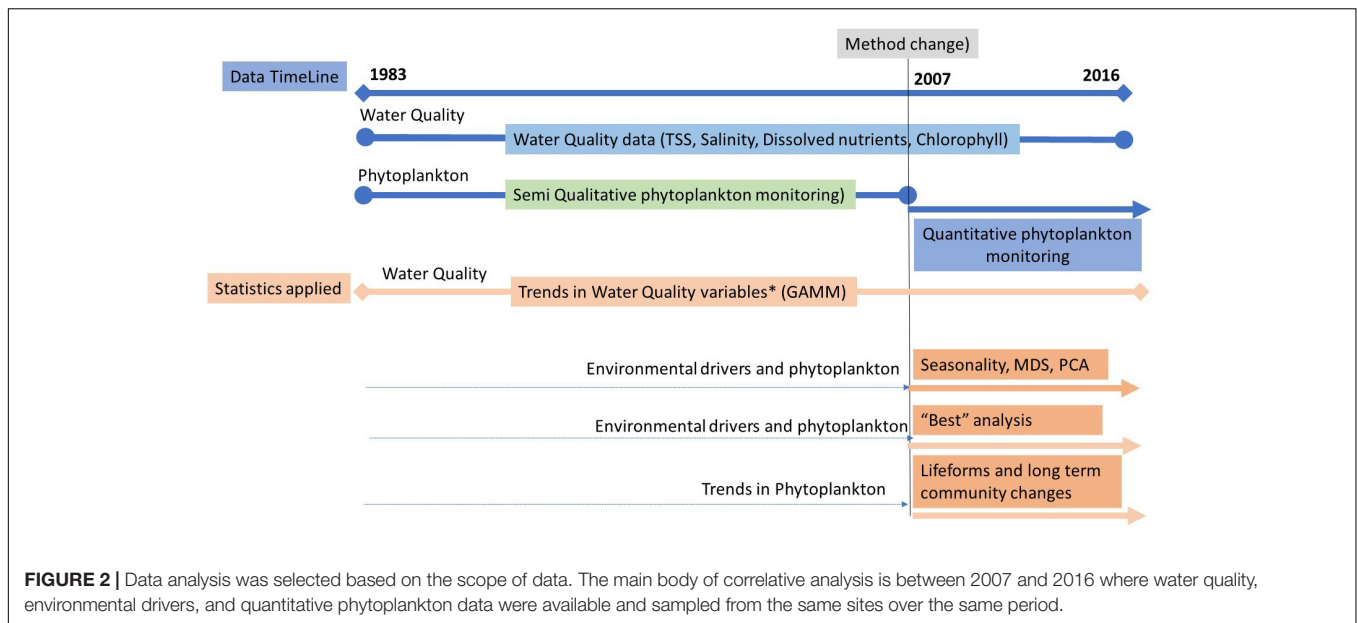 Method change)
Data TimeLine
1983
2007
2016
Water Quality
Water Quality data (TSS, Salinity, Dissolved nutrients, Chlorophyll)
Phytoplankton
Semi Qualitative phytoplankton monitoring)
Quantitative phytoplankton
monitoring
Water Quality
Statistics applied
Trends in Water Quality variables* (GAMM)
Environmental drivers and phytoplankton
Seasonality, MDS, PCA
Environmental drivers and phytoplankton
“Best” analysis
Trends in Phytoplankton
Lifeforms and long term
community changes
FIGURE 2 | Data analysis was selected based on the scope of data. The main body of correlative analysis is between 2007 and 2016 where water quality,
environmental drivers, and quantitative phytoplankton data were available and sampled from the same sites over the same period.